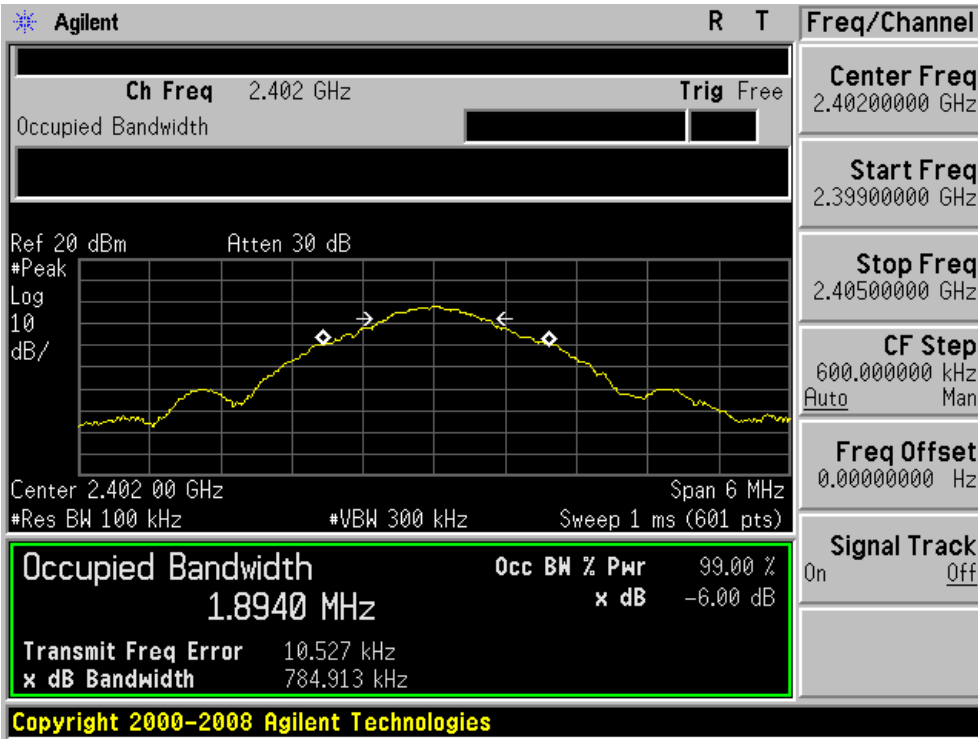 Agilent R T
Ch Freq 2.402 GHz Trig Free
Occupied Bandwidth
Ref 20 dBm Atten 30 dB
#Peak
Log
10
dB/
Center 2.402 00 GHz Span 6 MHz
#Res BW 100 kHz #VBW 300 kHz Sweep 1 ms (601 pts)
Occupied Bandwidth
1.8940 MHz
Occ BW % Pwr 99.00 %
x dB -6.00 dB
Transmit Freq Error 10.527 kHz
x dB Bandwidth 784.913 kHz
Copyright 2000-2008 Agilent Technologies
Freq/Channel
Center Freq
2.40200000 GHz
Start Freq
2.39900000 GHz
Stop Freq
2.40500000 GHz
CF Step
600.000000 kHz
Auto Man
Freq Offset
0.00000000 Hz
Signal Track
On Off